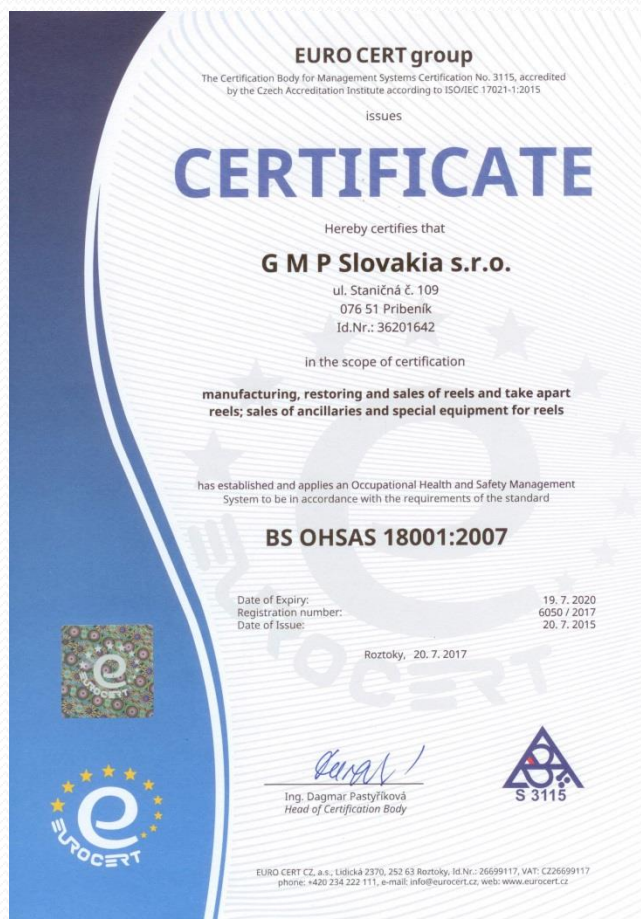 EURO CERT group
The Certification Body for Management Systems Certification No. 3115, accredited
by the Czech Accreditation Institute according to ISO/IEC 17021-1:2015
issues
CERTIFICATE
Hereby certifies that
G M P Slovakia s.r.o.
ul. Staničná č. 109
076 51 Pribeník
Id.Nr.: 36201642
in the scope of certification
manufacturing, restoring and sales of reels and take apart
reels; sales of ancillaries and special equipment for reels
has established and applies an Occupational Health and Safety Management
System to be in accordance with the requirements of the standard
BS OHSAS 18001:2007
Date of Expiry: 19. 7. 2020
Registration number: 6050 / 2017
Date of Issue: 20. 7. 2015
Roztoky, 20. 7. 2017
Ing. Dagmar Pastyříková
Head of Certification Body
S 3115
e
EUROCERT
e
EUROCERT
e
EUROCERT
EURO CERT CZ, a.s., Lidická 2370, 252 63 Roztoky, Id.Nr.: 26699117, VAT: CZ26699117
phone: +420 234 222 111, e-mail: info@eurocert.cz, web: www.eurocert.cz